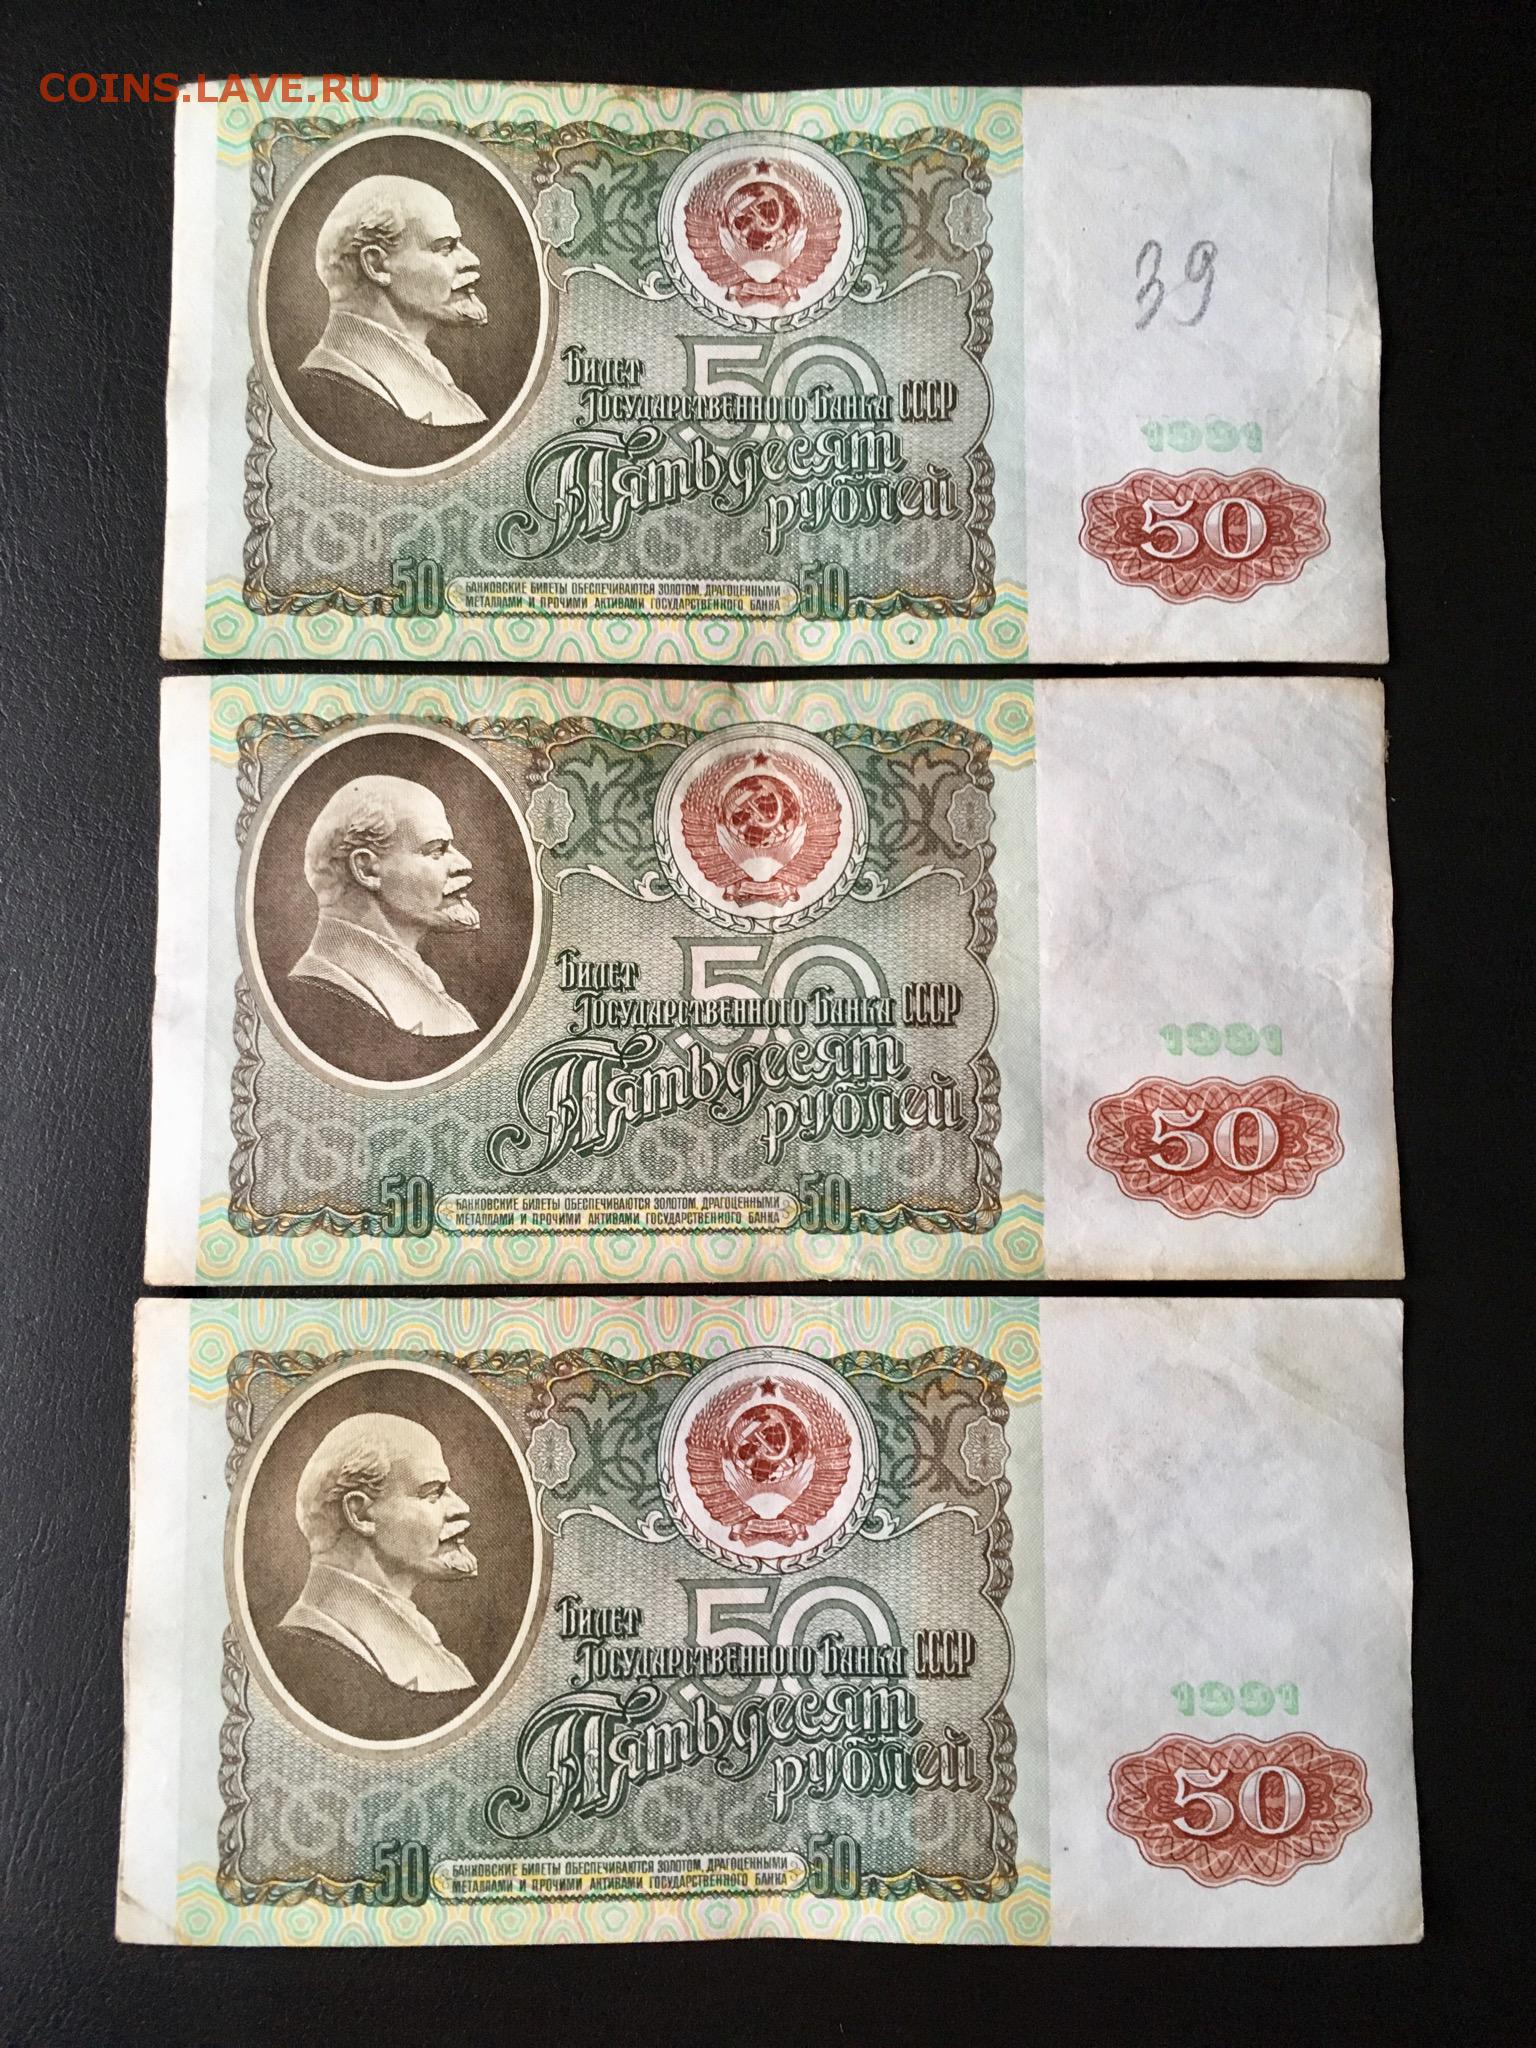 COINS.LAVE.RU
39
Билет
Государственного Банка СССР
50
Пятьдесят
рублей
1991
50
50
БАНКОВСКИЕ БИЛЕТЫ ОБЕСПЕЧИВАЮТСЯ ЗОЛОТОМ, ДРАГОЦЕННЫМИ
МЕТАЛЛАМИ И ПРОЧИМИ АКТИВАМИ ГОСУДАРСТВЕННОГО БАНКА
50
Билет
Государственного Банка СССР
50
Пятьдесят
рублей
1991
50
50
БАНКОВСКИЕ БИЛЕТЫ ОБЕСПЕЧИВАЮТСЯ ЗОЛОТОМ, ДРАГОЦЕННЫМИ
МЕТАЛЛАМИ И ПРОЧИМИ АКТИВАМИ ГОСУДАРСТВЕННОГО БАНКА
50
Билет
Государственного Банка СССР
50
Пятьдесят
рублей
1991
50
50
БАНКОВСКИЕ БИЛЕТЫ ОБЕСПЕЧИВАЮТСЯ ЗОЛОТОМ, ДРАГОЦЕННЫМИ
МЕТАЛЛАМИ И ПРОЧИМИ АКТИВАМИ ГОСУДАРСТВЕННОГО БАНКА
50